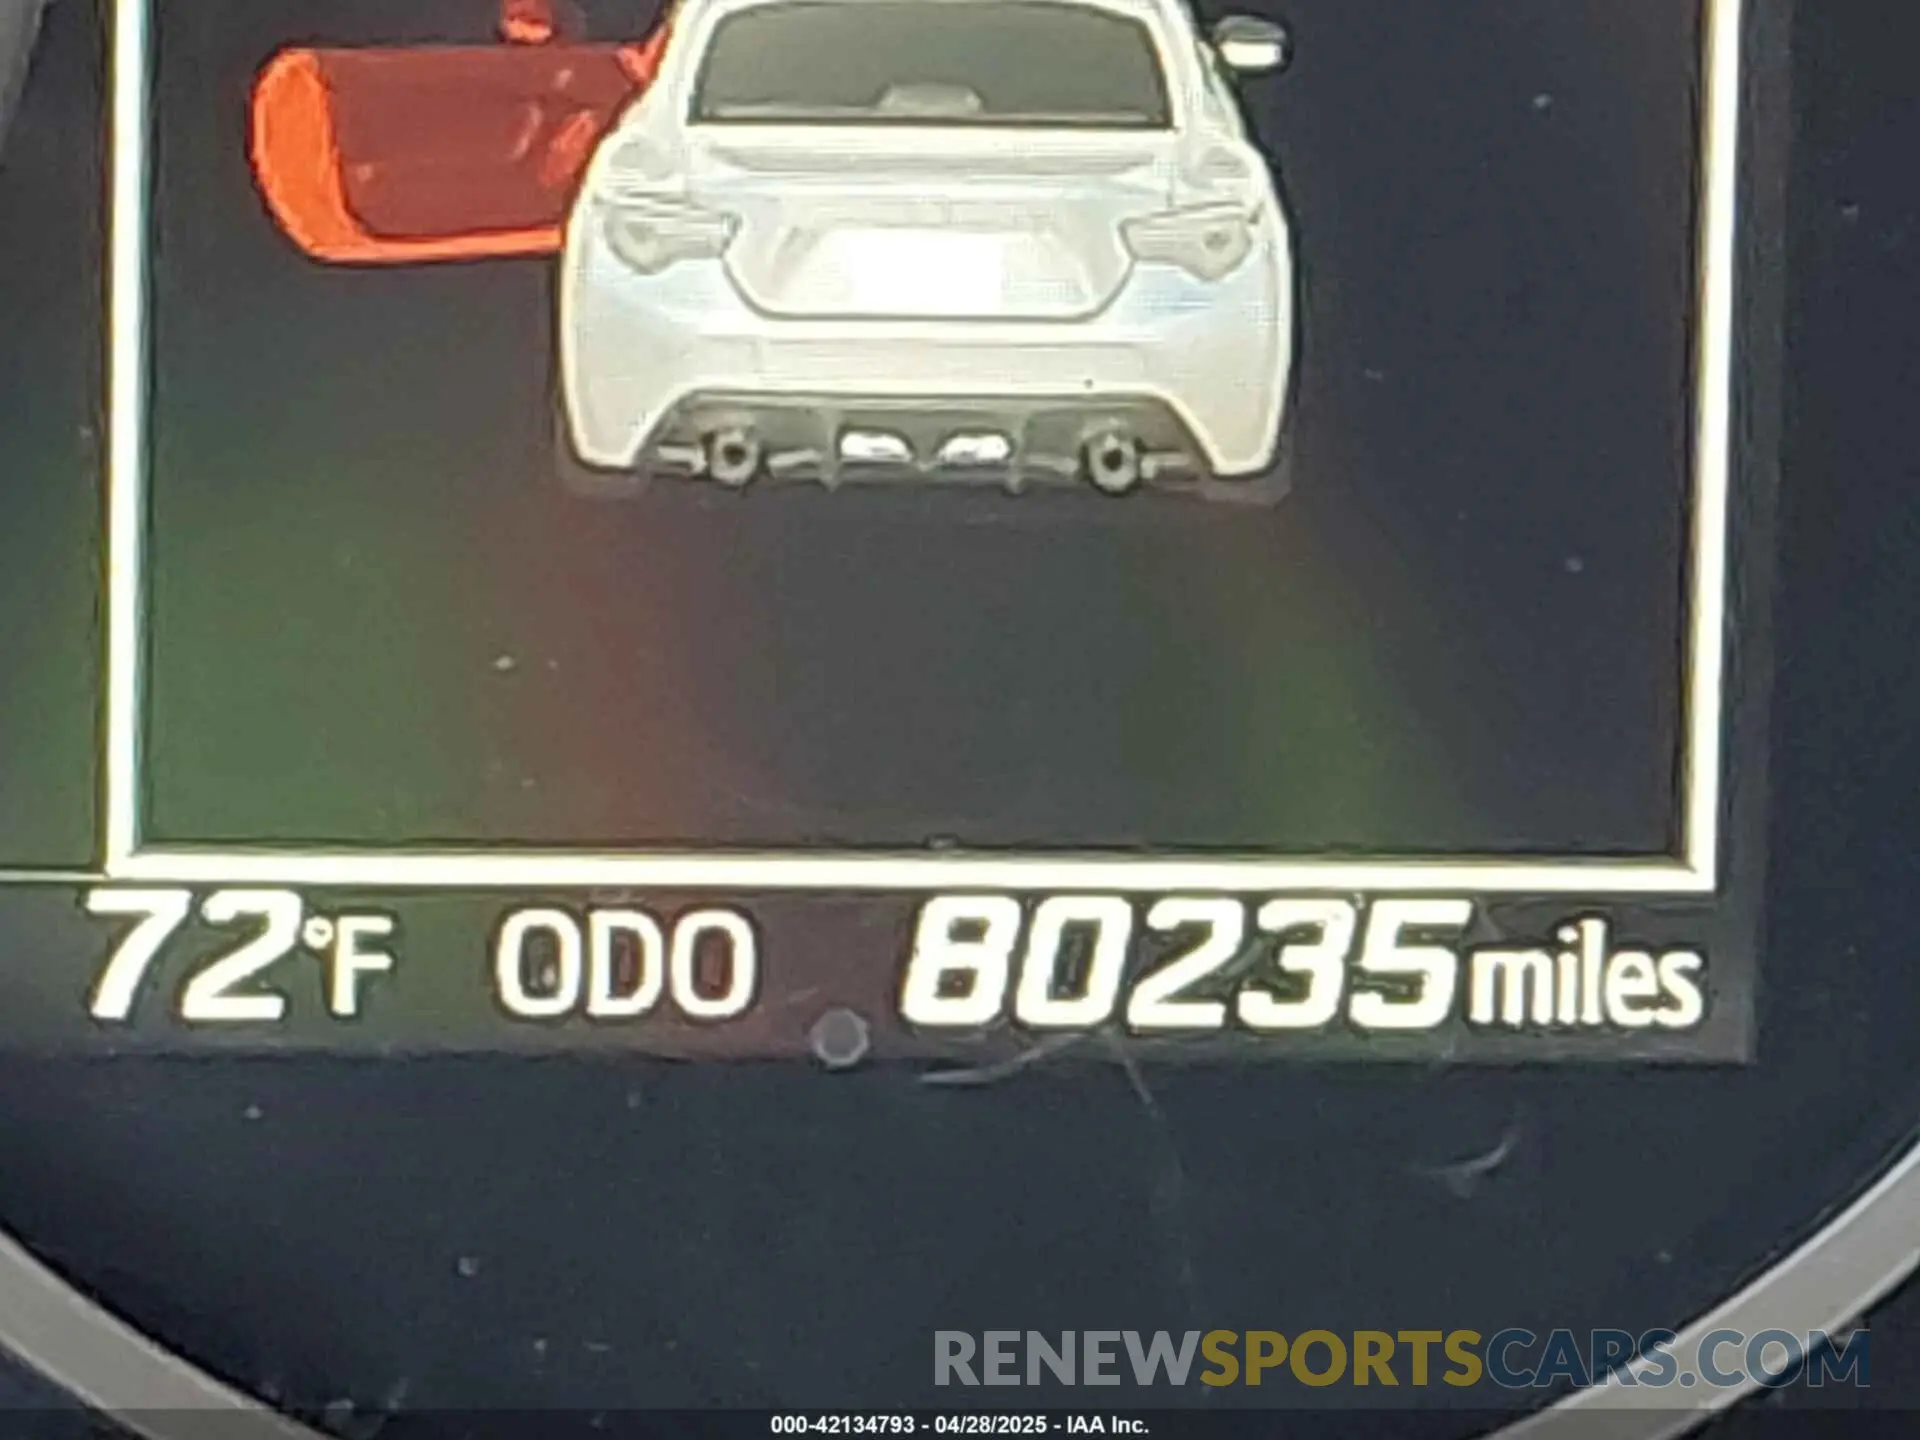 72°F ODO 80235 miles
RENEWSPORTSCARS.COM
000-42134793 - 04/28/2025 - IAA Inc.